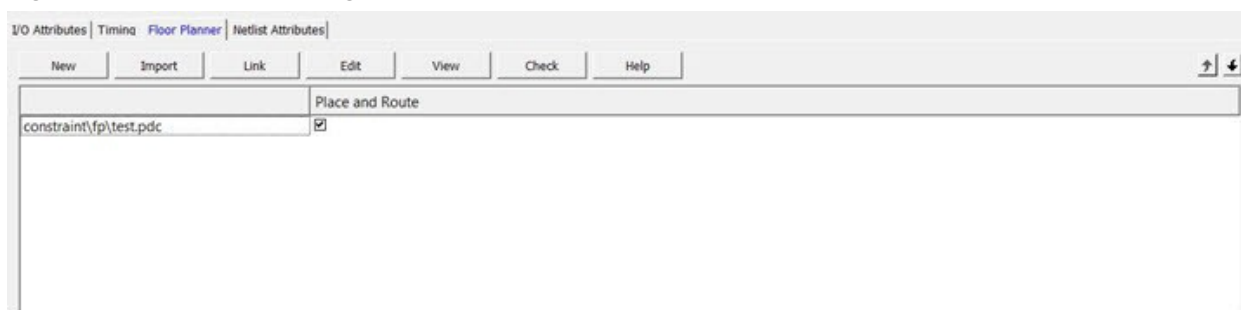 I/O Attributes Timing Floor Planner Netlist Attributes
New Import Link Edit View Check Help
Place and Route
constraint\fp\test.pdc